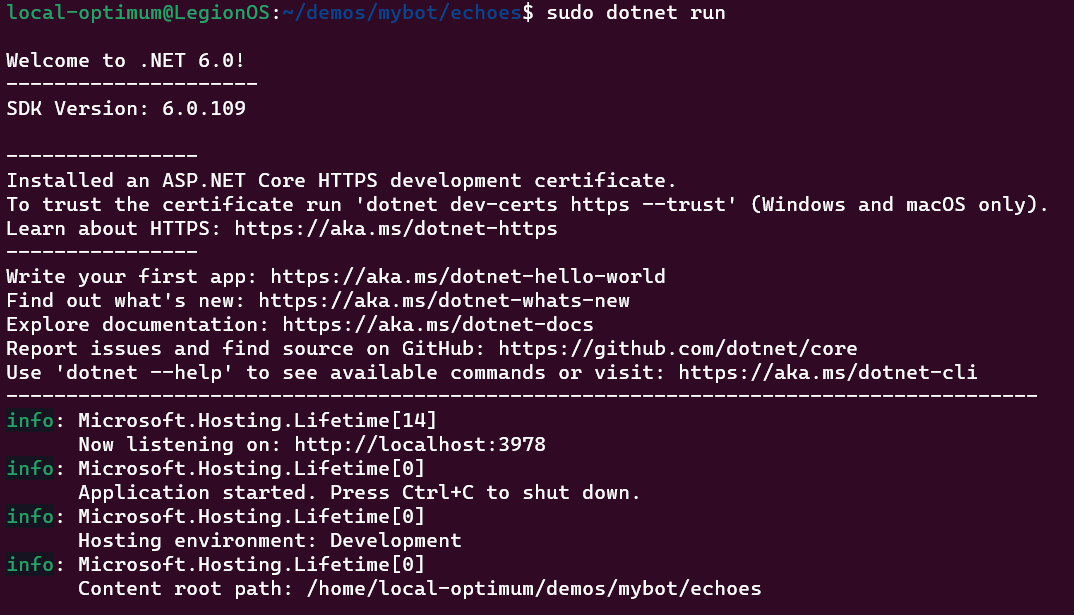 local-optimum@LegionOS:~/demos/mybot/echoes$ sudo dotnet run
Welcome to .NET 6.0!
---------------------
SDK Version: 6.0.109
----------------
Installed an ASP.NET Core HTTPS development certificate.
To trust the certificate run 'dotnet dev-certs https --trust' (Windows and macOS only).
Learn about HTTPS: https://aka.ms/dotnet-https
----------------
Write your first app: https://aka.ms/dotnet-hello-world
Find out what's new: https://aka.ms/dotnet-whats-new
Explore documentation: https://aka.ms/dotnet-docs
Report issues and find source on GitHub: https://github.com/dotnet/core
Use 'dotnet --help' to see available commands or visit: https://aka.ms/dotnet-cli
--------------------------------------------------------------------------------------
info: Microsoft.Hosting.Lifetime[14]
      Now listening on: http://localhost:3978
info: Microsoft.Hosting.Lifetime[0]
      Application started. Press Ctrl+C to shut down.
info: Microsoft.Hosting.Lifetime[0]
      Hosting environment: Development
info: Microsoft.Hosting.Lifetime[0]
      Content root path: /home/local-optimum/demos/mybot/echoes